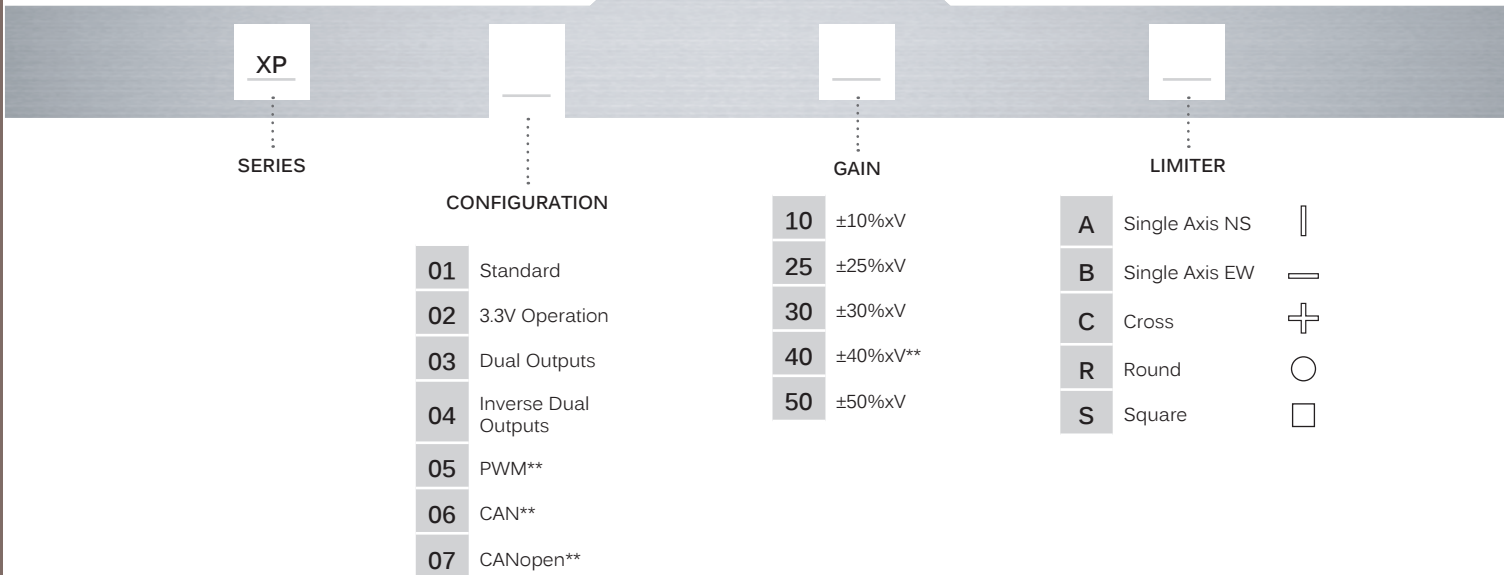 XP
SERIES
CONFIGURATION
01 Standard
02 3.3V Operation
03 Dual Outputs
04 Inverse Dual
Outputs
05 PWM**
06 CAN**
07 CANopen**
GAIN
10 ±10%xV
25 ±25%xV
30 ±30%xV
40 ±40%xV**
50 ±50%xV
LIMITER
A Single Axis NS
B Single Axis EW
C Cross
R Round
S Square